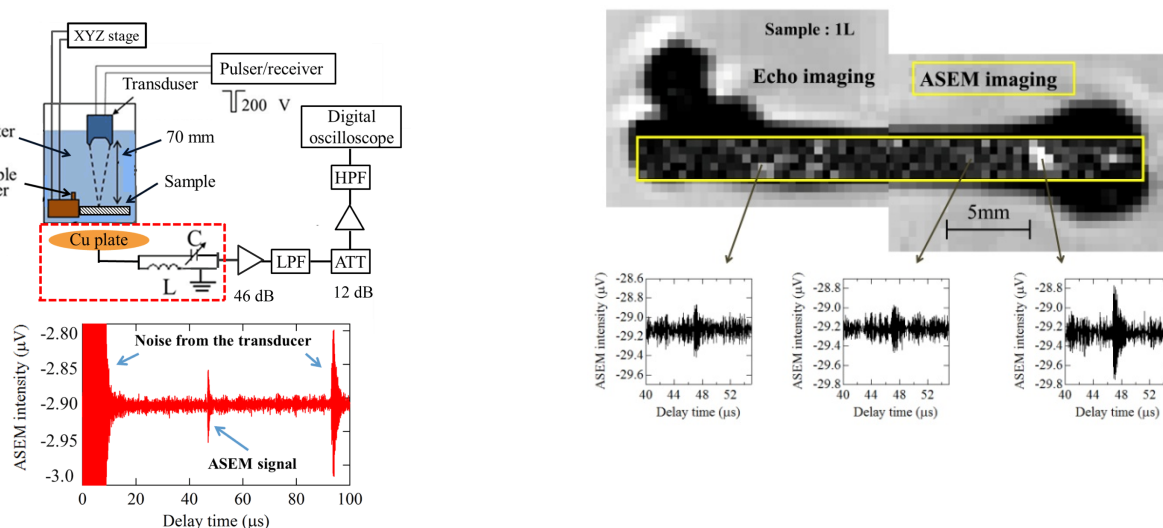 XYZ stage
Pulser/receiver
Transduser
200 V
Digital
oscilloscope
70 mm
HPF
Sample
Cu plate
C
L
LPF
ATT
46 dB
12 dB
ASEM intensity (μV)
-2.80
-2.85
-2.90
-2.95
-3.0
Noise from the transducer
ASEM signal
0 20 40 60 80 100
Delay time (μs)
Sample : 1L
Echo imaging
ASEM imaging
5mm
ASEM intensity (μV)
-28.6
-28.8
-29.0
-29.2
-29.4
-29.6
40 44 48 52
Delay time (μs)
ASEM intensity (μV)
-28.8
-29.0
-29.2
-29.4
-29.6
-29.8
40 44 48 52
Delay time (μs)
ASEM intensity (μV)
-28.8
-29.0
-29.2
-29.4
-29.6
-29.8
40 44 48 52
Delay time (μs)